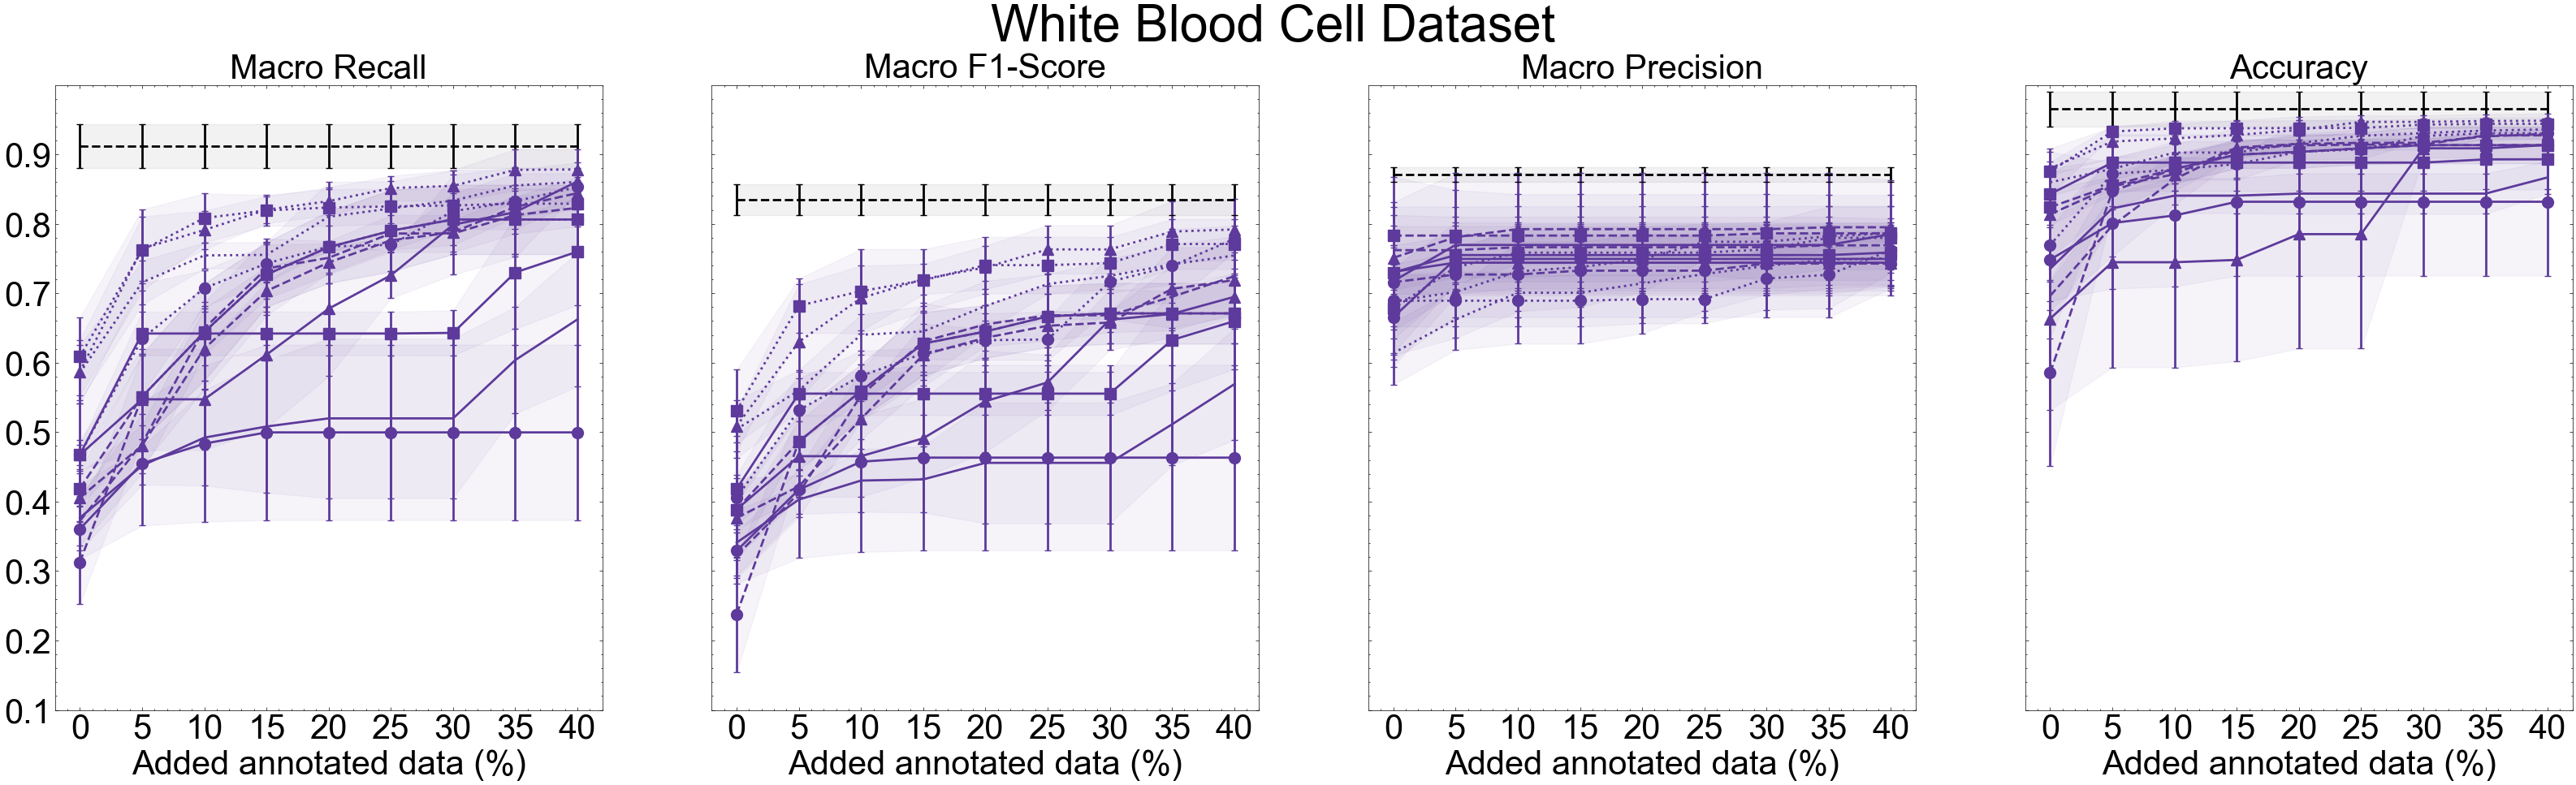 White Blood Cell Dataset
Macro Recall
Macro F1-Score
Macro Precision
Accuracy
0.9
0.8
0.7
0.6
0.5
0.4
0.3
0.2
0.1
0 5 10 15 20 25 30 35 40
0 5 10 15 20 25 30 35 40
0 5 10 15 20 25 30 35 40
0 5 10 15 20 25 30 35 40
Added annotated data (%)
Added annotated data (%)
Added annotated data (%)
Added annotated data (%)